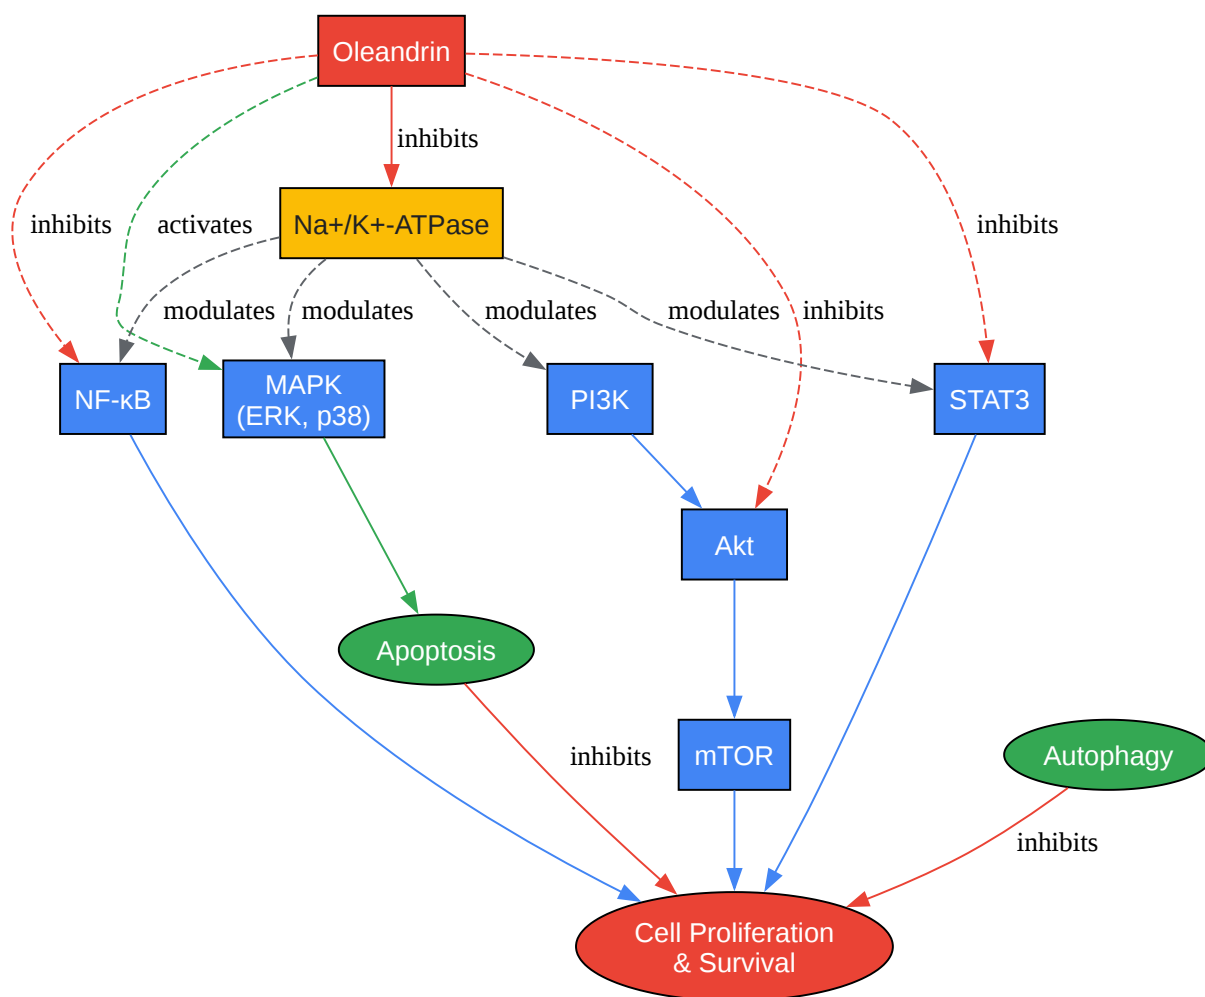 Oleandrin
inhibits
Na+/K+-ATPase
inhibits
activates
inhibits
modulates
modulates
modulates
modulates
inhibits
NF-κB
MAPK
(ERK, p38)
PI3K
STAT3
Akt
Apoptosis
inhibits
mTOR
Autophagy
inhibits
Cell Proliferation
& Survival